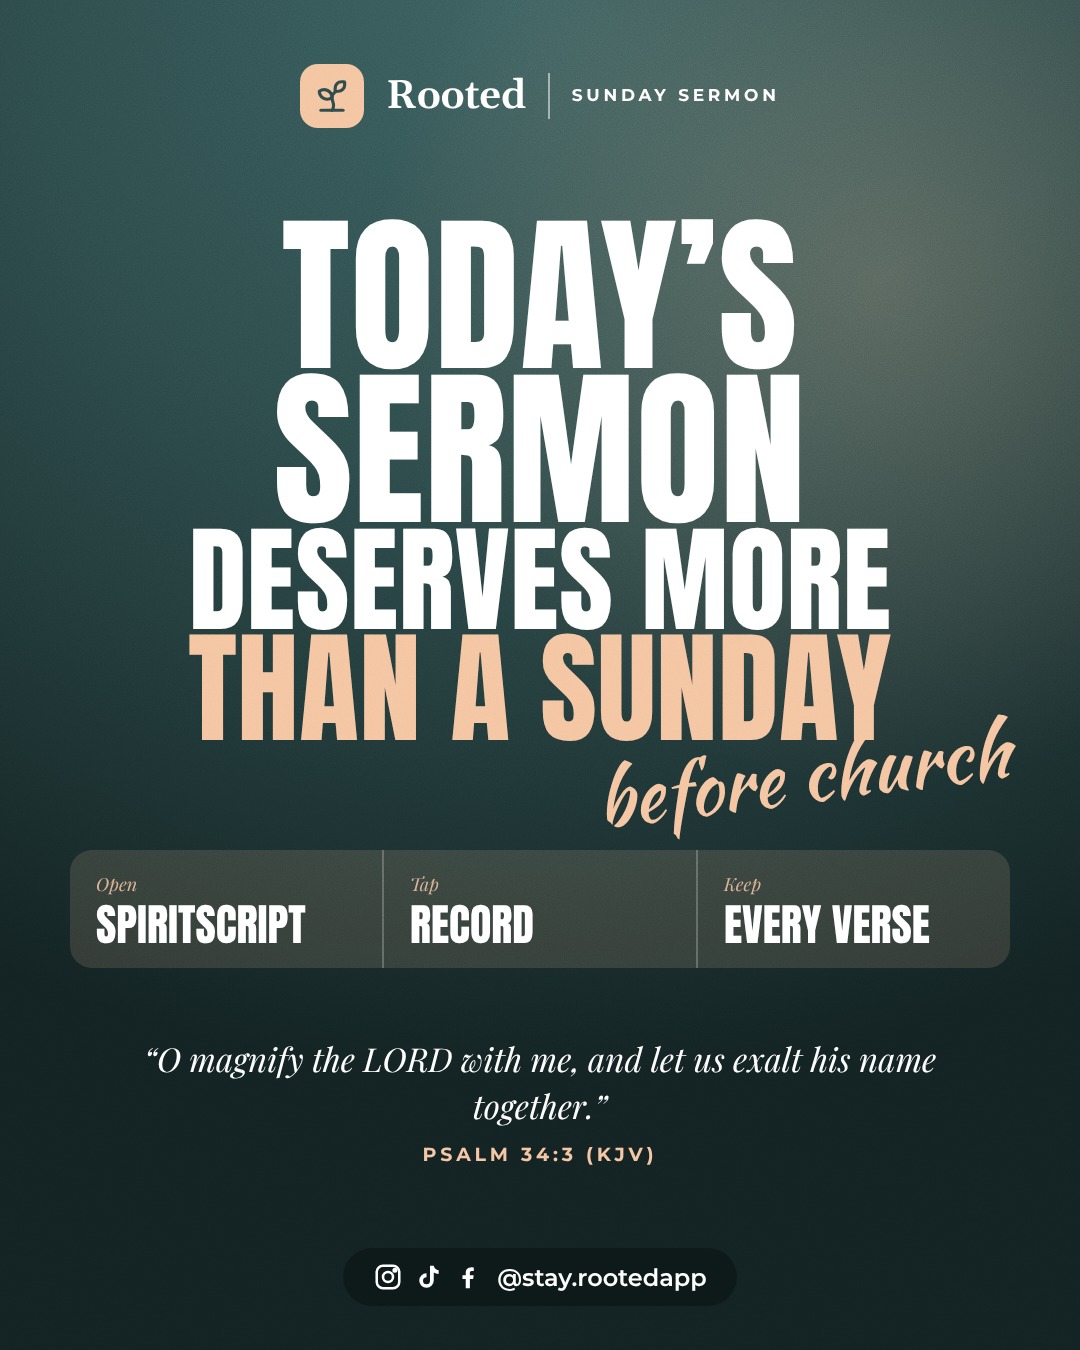 Rooted
SUNDAY SERMON
TODAY’S
SERMON
DESERVES MORE
THAN A SUNDAY
before church
Open
SPIRITSCRIPT
Tap
RECORD
Keep
EVERY VERSE
“O magnify the LORD with me, and let us exalt his name
together.”
PSALM 34:3 (KJV)
@stay.rootedapp